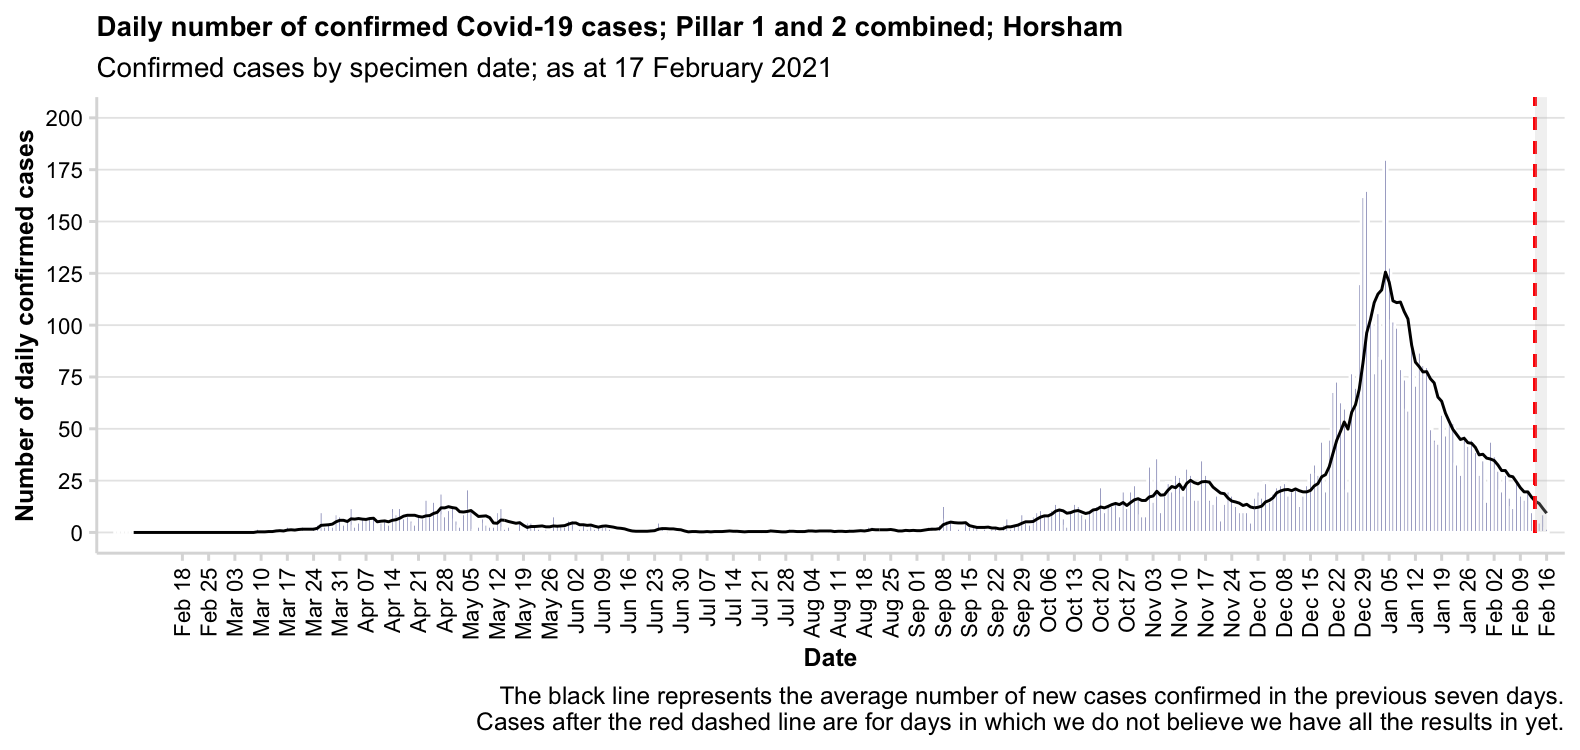 Daily number of confirmed Covid-19 cases; Pillar 1 and 2 combined; Horsham
Confirmed cases by specimen date; as at 17 February 2021
Number of daily confirmed cases
200
175
150
125
100
75
50
25
0
Feb 18
Feb 25
Mar 03
Mar 10
Mar 17
Mar 24
Mar 31
Apr 07
Apr 14
Apr 21
Apr 28
May 05
May 12
May 19
May 26
Jun 02
Jun 09
Jun 16
Jun 23
Jun 30
Jul 07
Jul 14
Jul 21
Jul 28
Aug 04
Aug 11
Aug 18
Aug 25
Sep 01
Sep 08
Sep 15
Sep 22
Sep 29
Oct 06
Oct 13
Oct 20
Oct 27
Nov 03
Nov 10
Nov 17
Nov 24
Dec 01
Dec 08
Dec 15
Dec 22
Dec 29
Jan 05
Jan 12
Jan 19
Jan 26
Feb 02
Feb 09
Feb 16
Date
The black line represents the average number of new cases confirmed in the previous seven days.
Cases after the red dashed line are for days in which we do not believe we have all the results in yet.